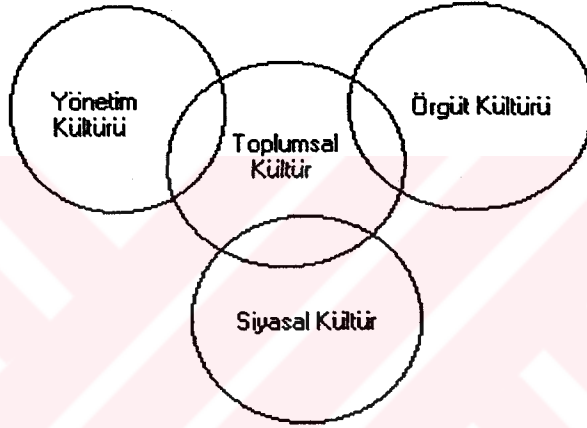 Yönetim
Kültürü
Toplumsal
Kültür
Örgüt Kültürü
Siyasal Kültür